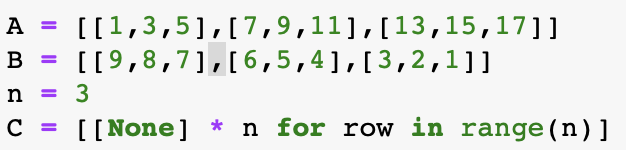 A = [[1,3,5],[7,9,11],[13,15,17]]
B = [[9,8,7],[6,5,4],[3,2,1]]
n = 3
C = [[None] * n for row in range(n)]